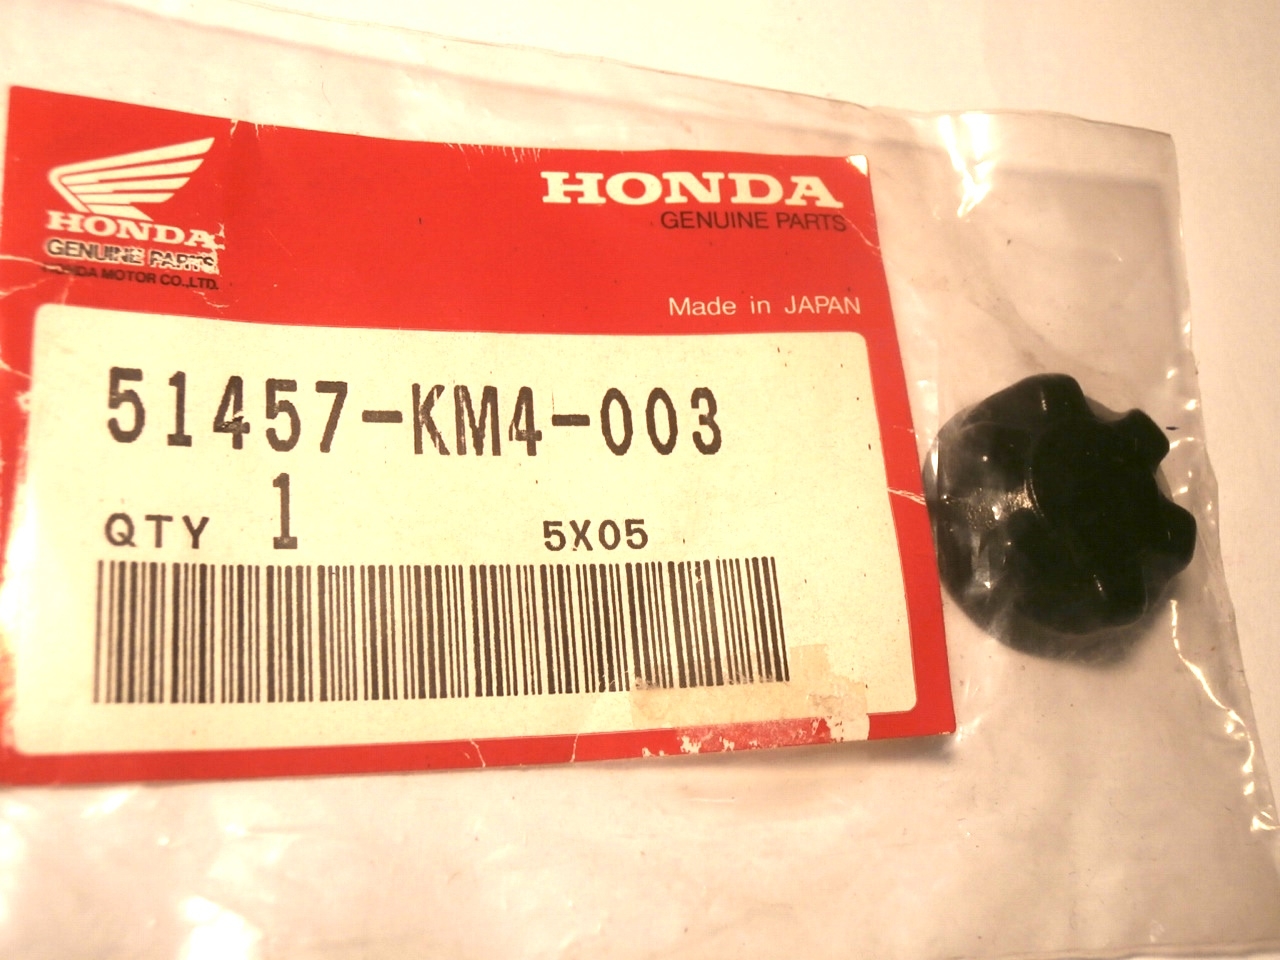 HONDA
GENUINE PARTS
HONDA MOTOR CO.,LTD.
HONDA
GENUINE PARTS
Made in JAPAN
51457-KM4-003
QTY 1 5X05